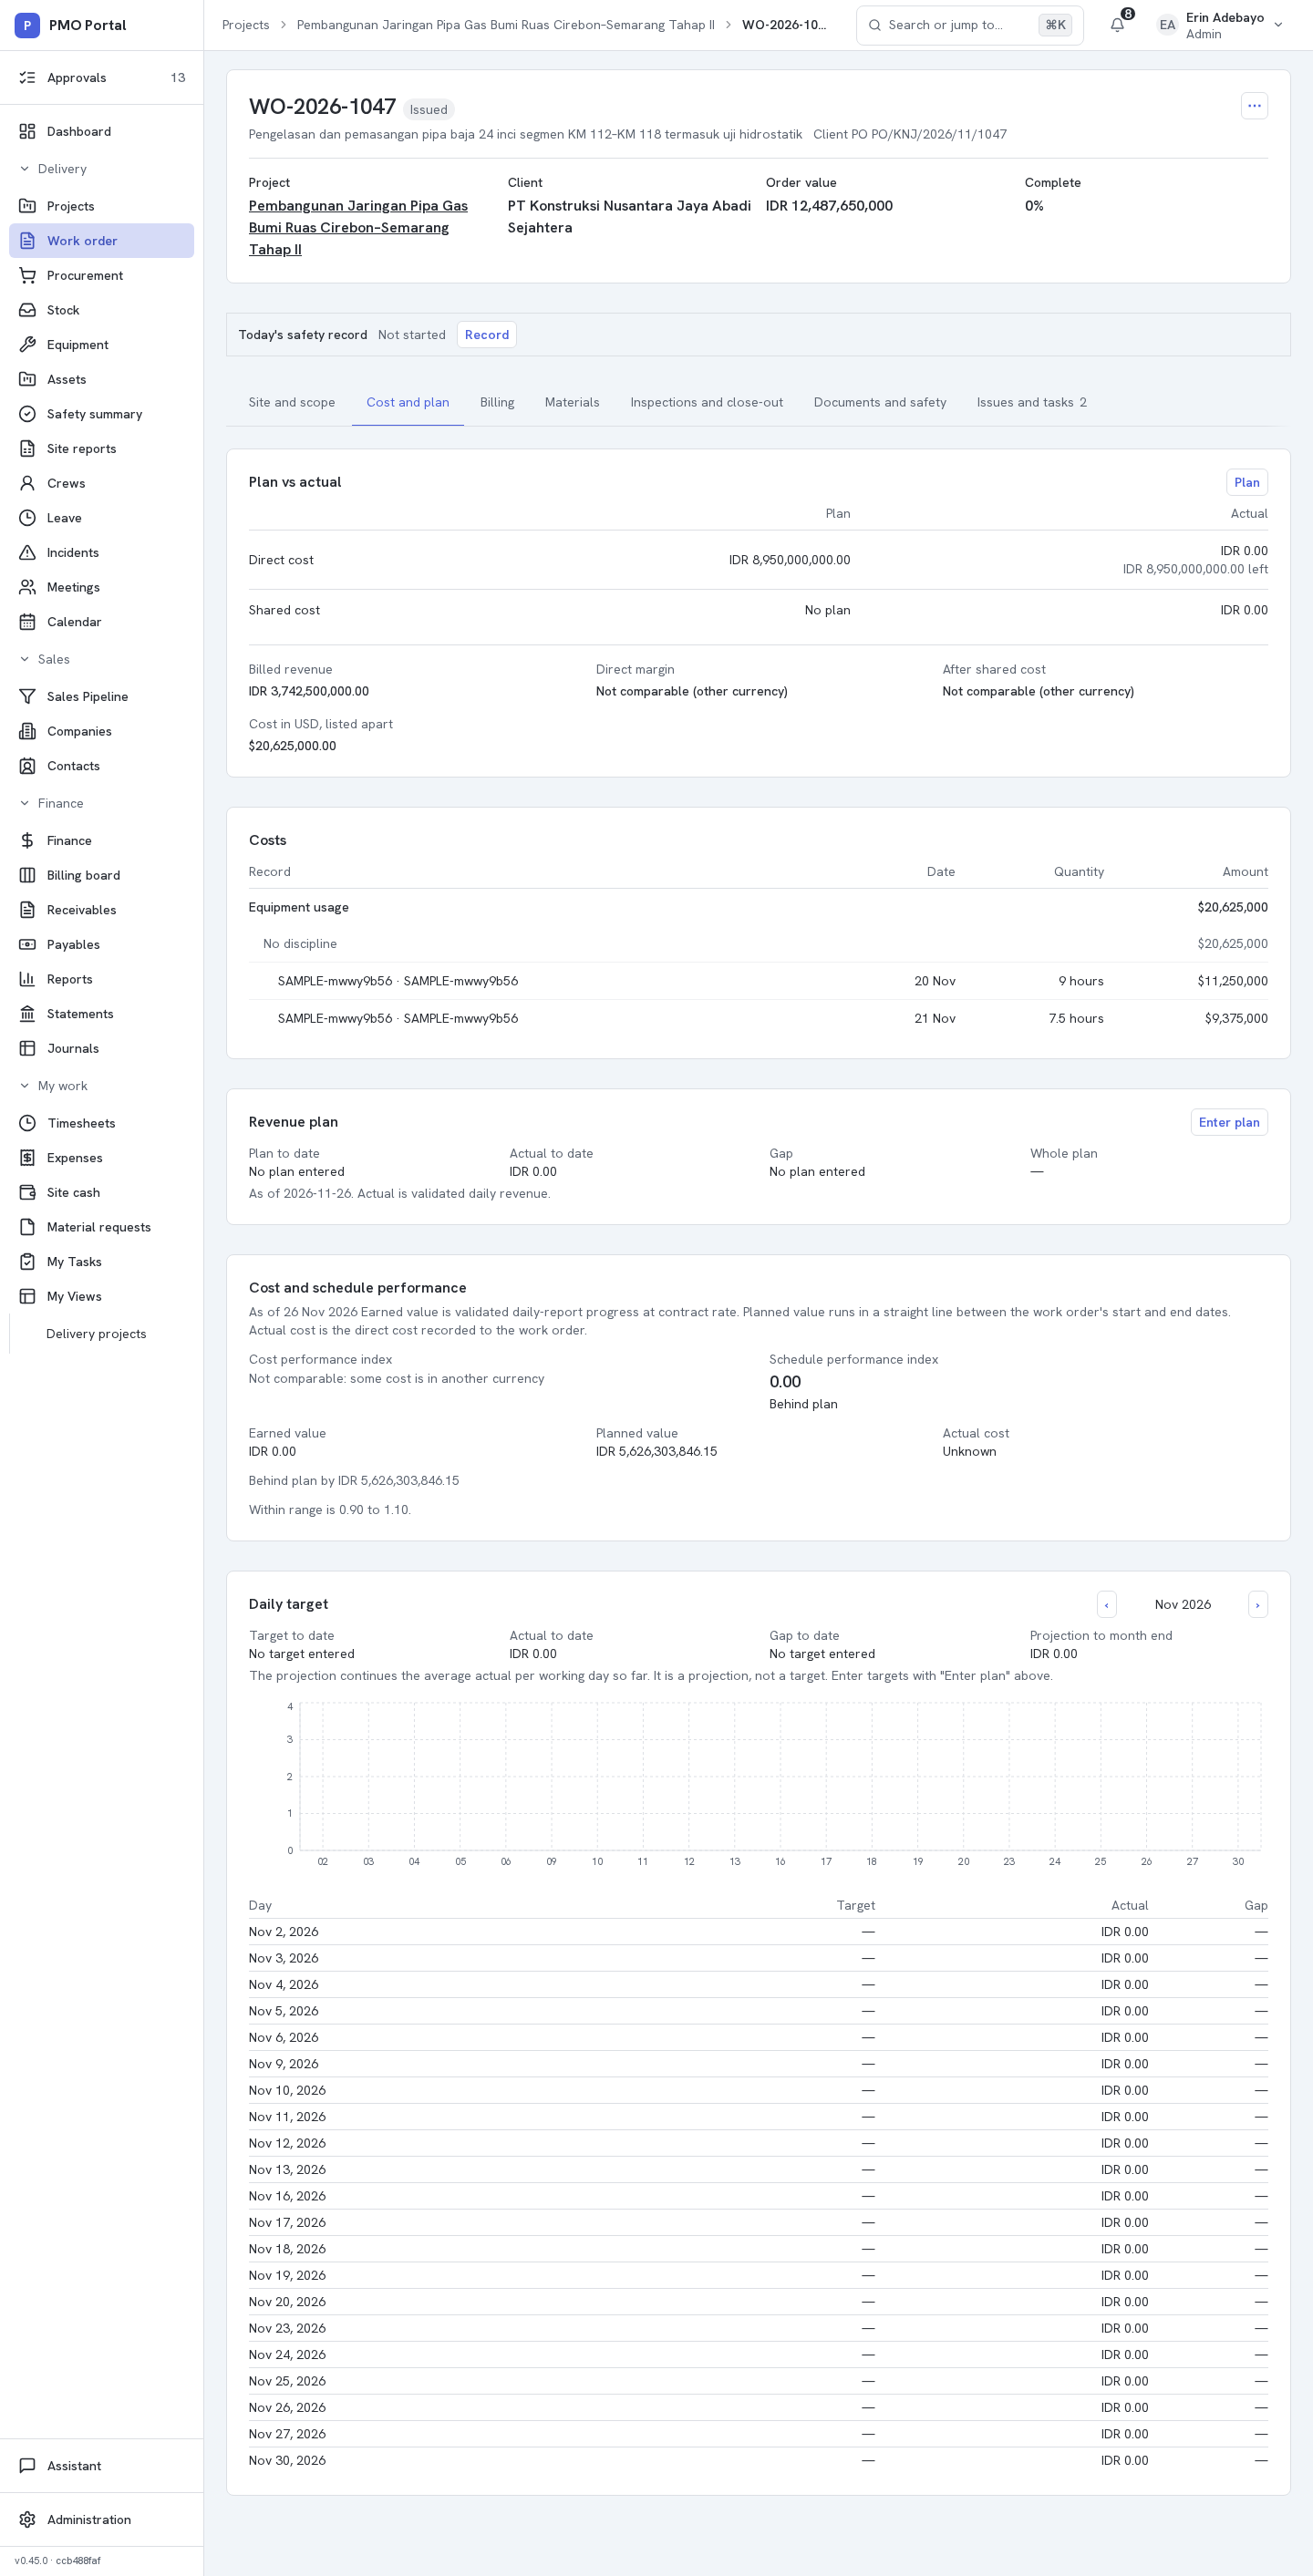 P PMO Portal
Projects > Pembangunan Jaringan Pipa Gas Bumi Ruas Cirebon–Semarang Tahap II > WO-2026-10...
Search or jump to... ⌘K
8
EA Erin Adebayo
Admin
Approvals 13
Dashboard
Delivery
Projects
Work order
Procurement
Stock
Equipment
Assets
Safety summary
Site reports
Crews
Leave
Incidents
Meetings
Calendar
Sales
Sales Pipeline
Companies
Contacts
Finance
Finance
Billing board
Receivables
Payables
Reports
Statements
Journals
My work
Timesheets
Expenses
Site cash
Material requests
My Tasks
My Views
Delivery projects
Assistant
Administration
v0.45.0 · ccb488faf
WO-2026-1047 Issued
Pengelasan dan pemasangan pipa baja 24 inci segmen KM 112–KM 118 termasuk uji hidrostatik Client PO PO/KNJ/2026/11/1047
Project Client Order value Complete
Pembangunan Jaringan Pipa Gas PT Konstruksi Nusantara Jaya Abadi IDR 12,487,650,000 0%
Bumi Ruas Cirebon–Semarang Sejahtera
Tahap II
Today's safety record Not started Record
Site and scope Cost and plan Billing Materials Inspections and close-out Documents and safety Issues and tasks 2
Plan vs actual Plan
Plan Actual
Direct cost IDR 8,950,000,000.00 IDR 0.00
IDR 8,950,000,000.00 left
Shared cost No plan IDR 0.00
Billed revenue Direct margin After shared cost
IDR 3,742,500,000.00 Not comparable (other currency) Not comparable (other currency)
Cost in USD, listed apart
$20,625,000.00
Costs
Record Date Quantity Amount
Equipment usage $20,625,000
No discipline $20,625,000
SAMPLE-mwwy9b56 · SAMPLE-mwwy9b56 20 Nov 9 hours $11,250,000
SAMPLE-mwwy9b56 · SAMPLE-mwwy9b56 21 Nov 7.5 hours $9,375,000
Revenue plan Enter plan
Plan to date Actual to date Gap Whole plan
No plan entered IDR 0.00 No plan entered —
As of 2026-11-26. Actual is validated daily revenue.
Cost and schedule performance
As of 26 Nov 2026 Earned value is validated daily-report progress at contract rate. Planned value runs in a straight line between the work order's start and end dates.
Actual cost is the direct cost recorded to the work order.
Cost performance index Schedule performance index
Not comparable: some cost is in another currency 0.00
Behind plan
Earned value Planned value Actual cost
IDR 0.00 IDR 5,626,303,846.15 Unknown
Behind plan by IDR 5,626,303,846.15
Within range is 0.90 to 1.10.
Daily target ‹ Nov 2026 ›
Target to date Actual to date Gap to date Projection to month end
No target entered IDR 0.00 No target entered IDR 0.00
The projection continues the average actual per working day so far. It is a projection, not a target. Enter targets with "Enter plan" above.
4
3
2
1
0
02 03 04 05 06 09 10 11 12 13 16 17 18 19 20 23 24 25 26 27 30
Day Target Actual Gap
Nov 2, 2026 — IDR 0.00 —
Nov 3, 2026 — IDR 0.00 —
Nov 4, 2026 — IDR 0.00 —
Nov 5, 2026 — IDR 0.00 —
Nov 6, 2026 — IDR 0.00 —
Nov 9, 2026 — IDR 0.00 —
Nov 10, 2026 — IDR 0.00 —
Nov 11, 2026 — IDR 0.00 —
Nov 12, 2026 — IDR 0.00 —
Nov 13, 2026 — IDR 0.00 —
Nov 16, 2026 — IDR 0.00 —
Nov 17, 2026 — IDR 0.00 —
Nov 18, 2026 — IDR 0.00 —
Nov 19, 2026 — IDR 0.00 —
Nov 20, 2026 — IDR 0.00 —
Nov 23, 2026 — IDR 0.00 —
Nov 24, 2026 — IDR 0.00 —
Nov 25, 2026 — IDR 0.00 —
Nov 26, 2026 — IDR 0.00 —
Nov 27, 2026 — IDR 0.00 —
Nov 30, 2026 — IDR 0.00 —